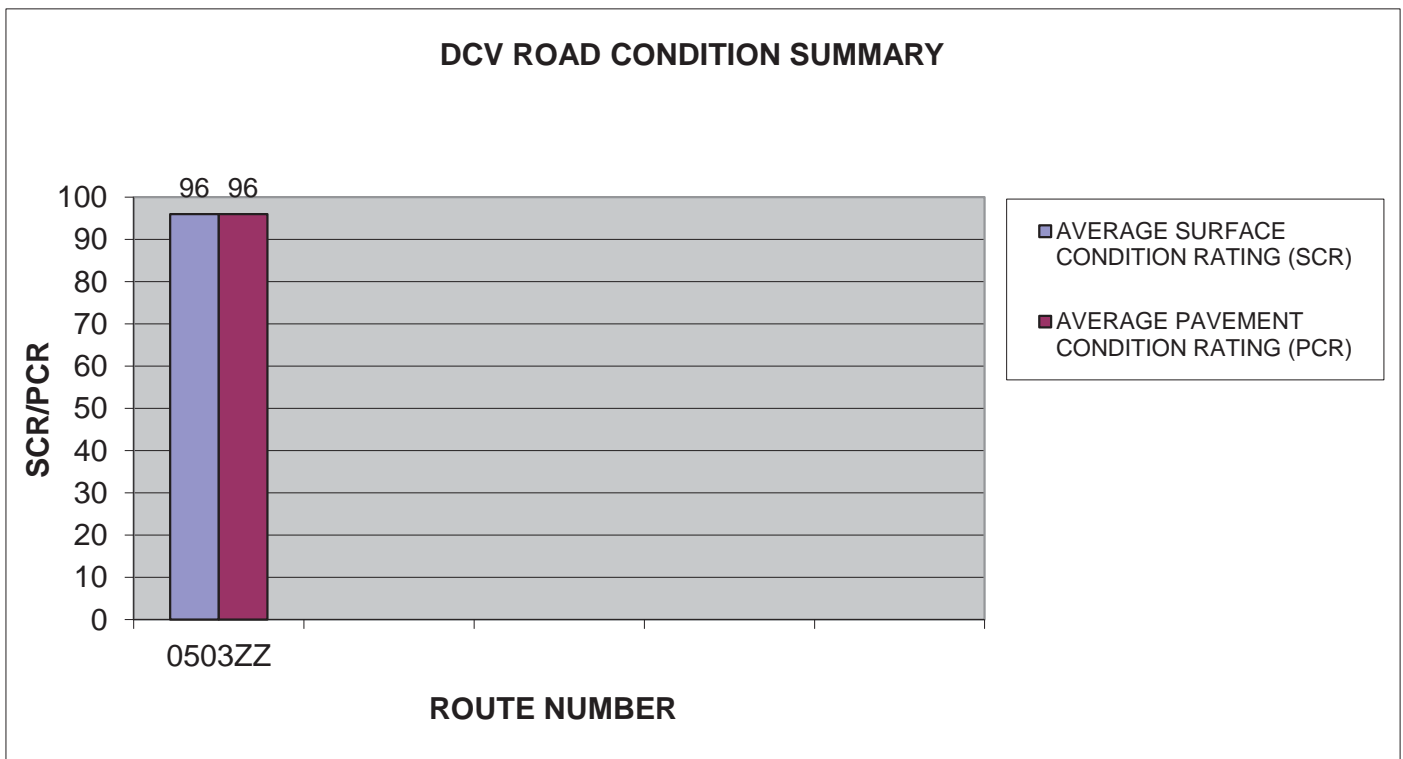 DCV ROAD CONDITION SUMMARY
96 96
100
90
80
70
60
50
40
30
20
10
0
SCR/PCR
0503ZZ
ROUTE NUMBER
AVERAGE SURFACE
CONDITION RATING (SCR)
AVERAGE PAVEMENT
CONDITION RATING (PCR)